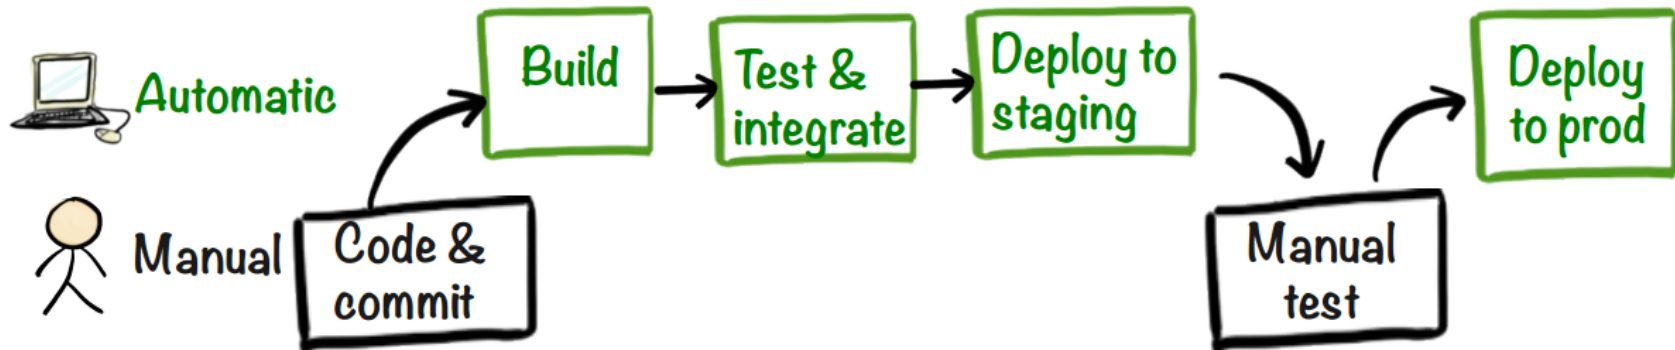 Automatic
Build
Test &
integrate
Deploy to
staging
Deploy
to prod
Manual
Code &
commit
Manual
test